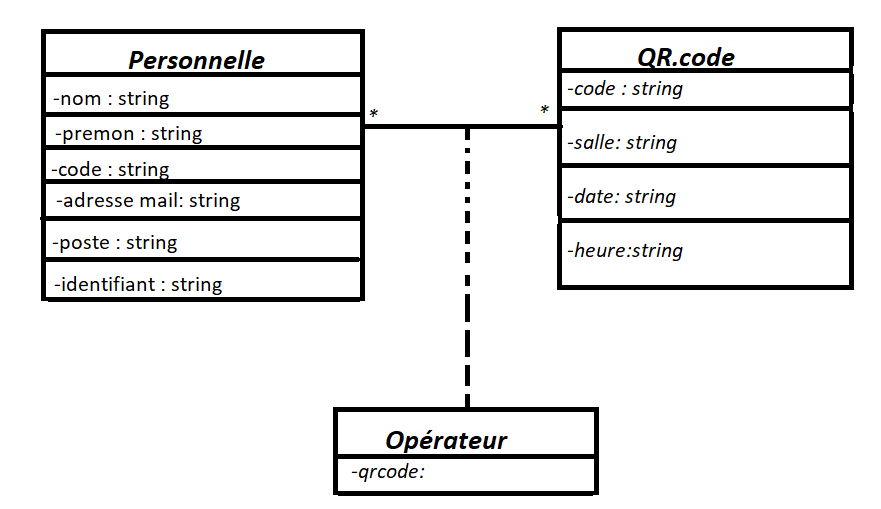 Personnelle
-nom : string
-premon : string
-code : string
-adresse mail: string
-poste : string
-identifiant : string
*
*
QR.code
-code : string
-salle: string
-date: string
-heure:string
Opérateur
-qrcode: